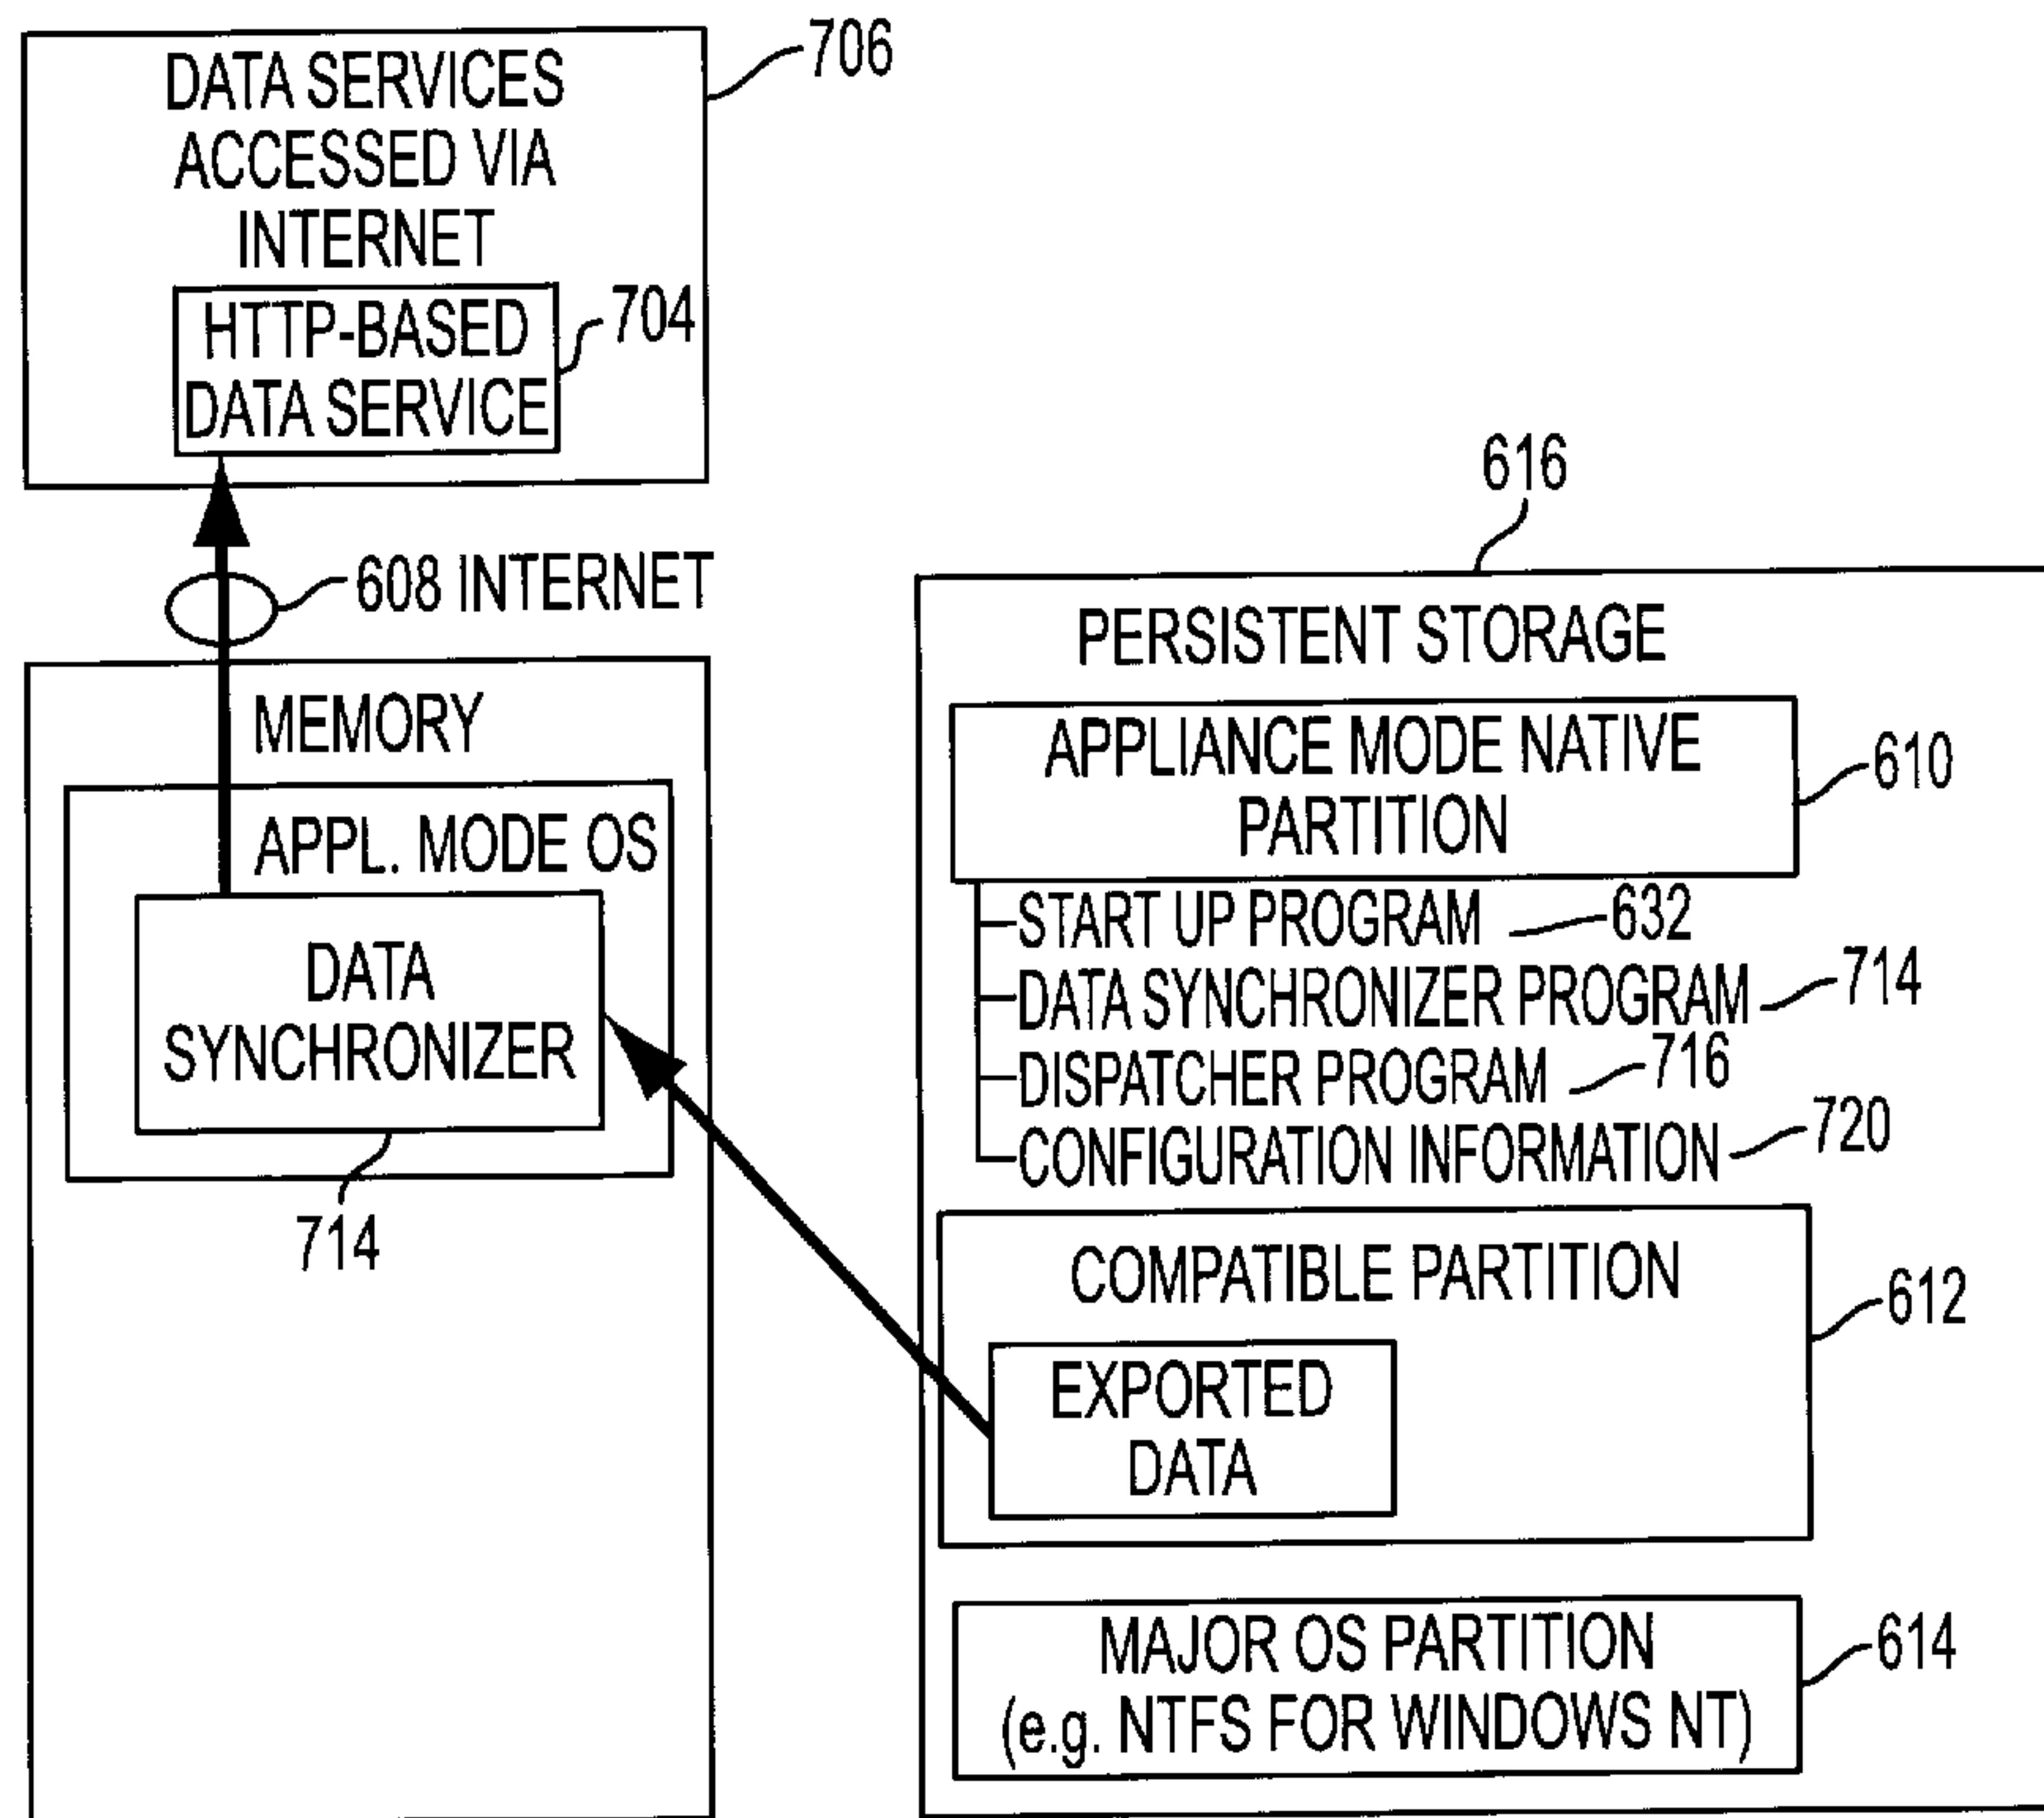 706
DATA SERVICES
ACCESSED VIA
INTERNET
HTTP-BASED
DATA SERVICE
704
608 INTERNET
MEMORY
APPL. MODE OS
DATA
SYNCHRONIZER
714
616
PERSISTENT STORAGE
APPLIANCE MODE NATIVE
PARTITION
610
START UP PROGRAM 632
DATA SYNCHRONIZER PROGRAM 714
DISPATCHER PROGRAM 716
CONFIGURATION INFORMATION 720
COMPATIBLE PARTITION
612
EXPORTED
DATA
MAJOR OS PARTITION
(e.g. NTFS FOR WINDOWS NT)
614